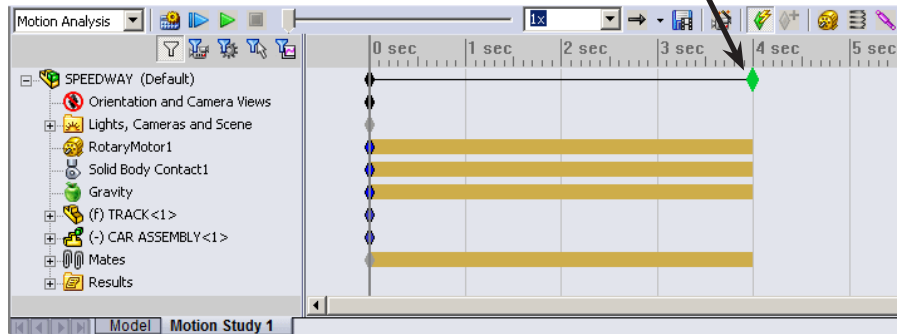 Motion Analysis 1x
0 sec 1 sec 2 sec 3 sec 4 sec 5 sec
SPEEDWAY (Default)
Orientation and Camera Views
Lights, Cameras and Scene
RotaryMotor1
Solid Body Contact1
Gravity
(f) TRACK<1>
(-) CAR ASSEMBLY<1>
Mates
Results
Model Motion Study 1